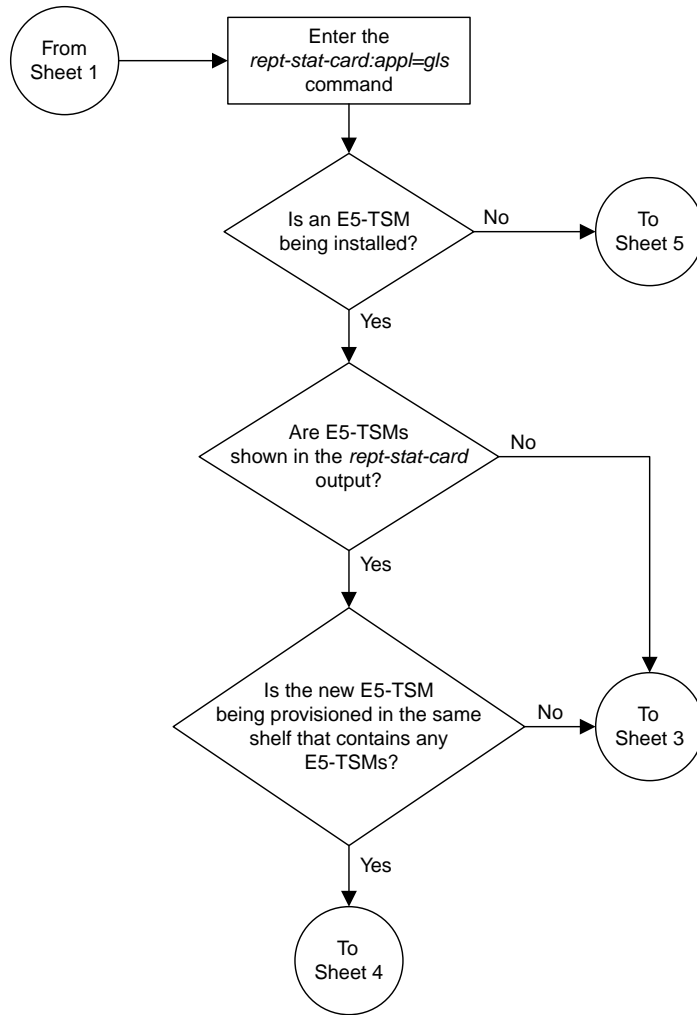 From
Sheet 1
Enter the
rept-stat-card:appl=gls
command
Is an E5-TSM
being installed?
No
To
Sheet 5
Yes
Are E5-TSMs
shown in the rept-stat-card
output?
No
Yes
Is the new E5-TSM
being provisioned in the same
shelf that contains any
E5-TSMs?
No
To
Sheet 3
Yes
To
Sheet 4